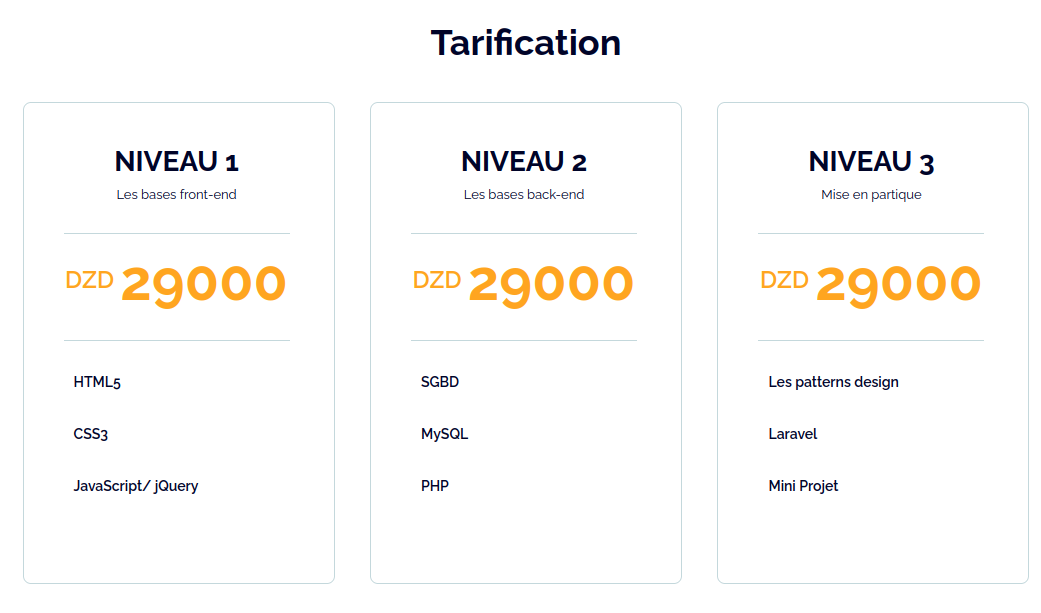 Tarification
NIVEAU 1
Les bases front-end
DZD 29000
HTML5
CSS3
JavaScript/ jQuery
NIVEAU 2
Les bases back-end
DZD 29000
SGBD
MySQL
PHP
NIVEAU 3
Mise en partique
DZD 29000
Les patterns design
Laravel
Mini Projet